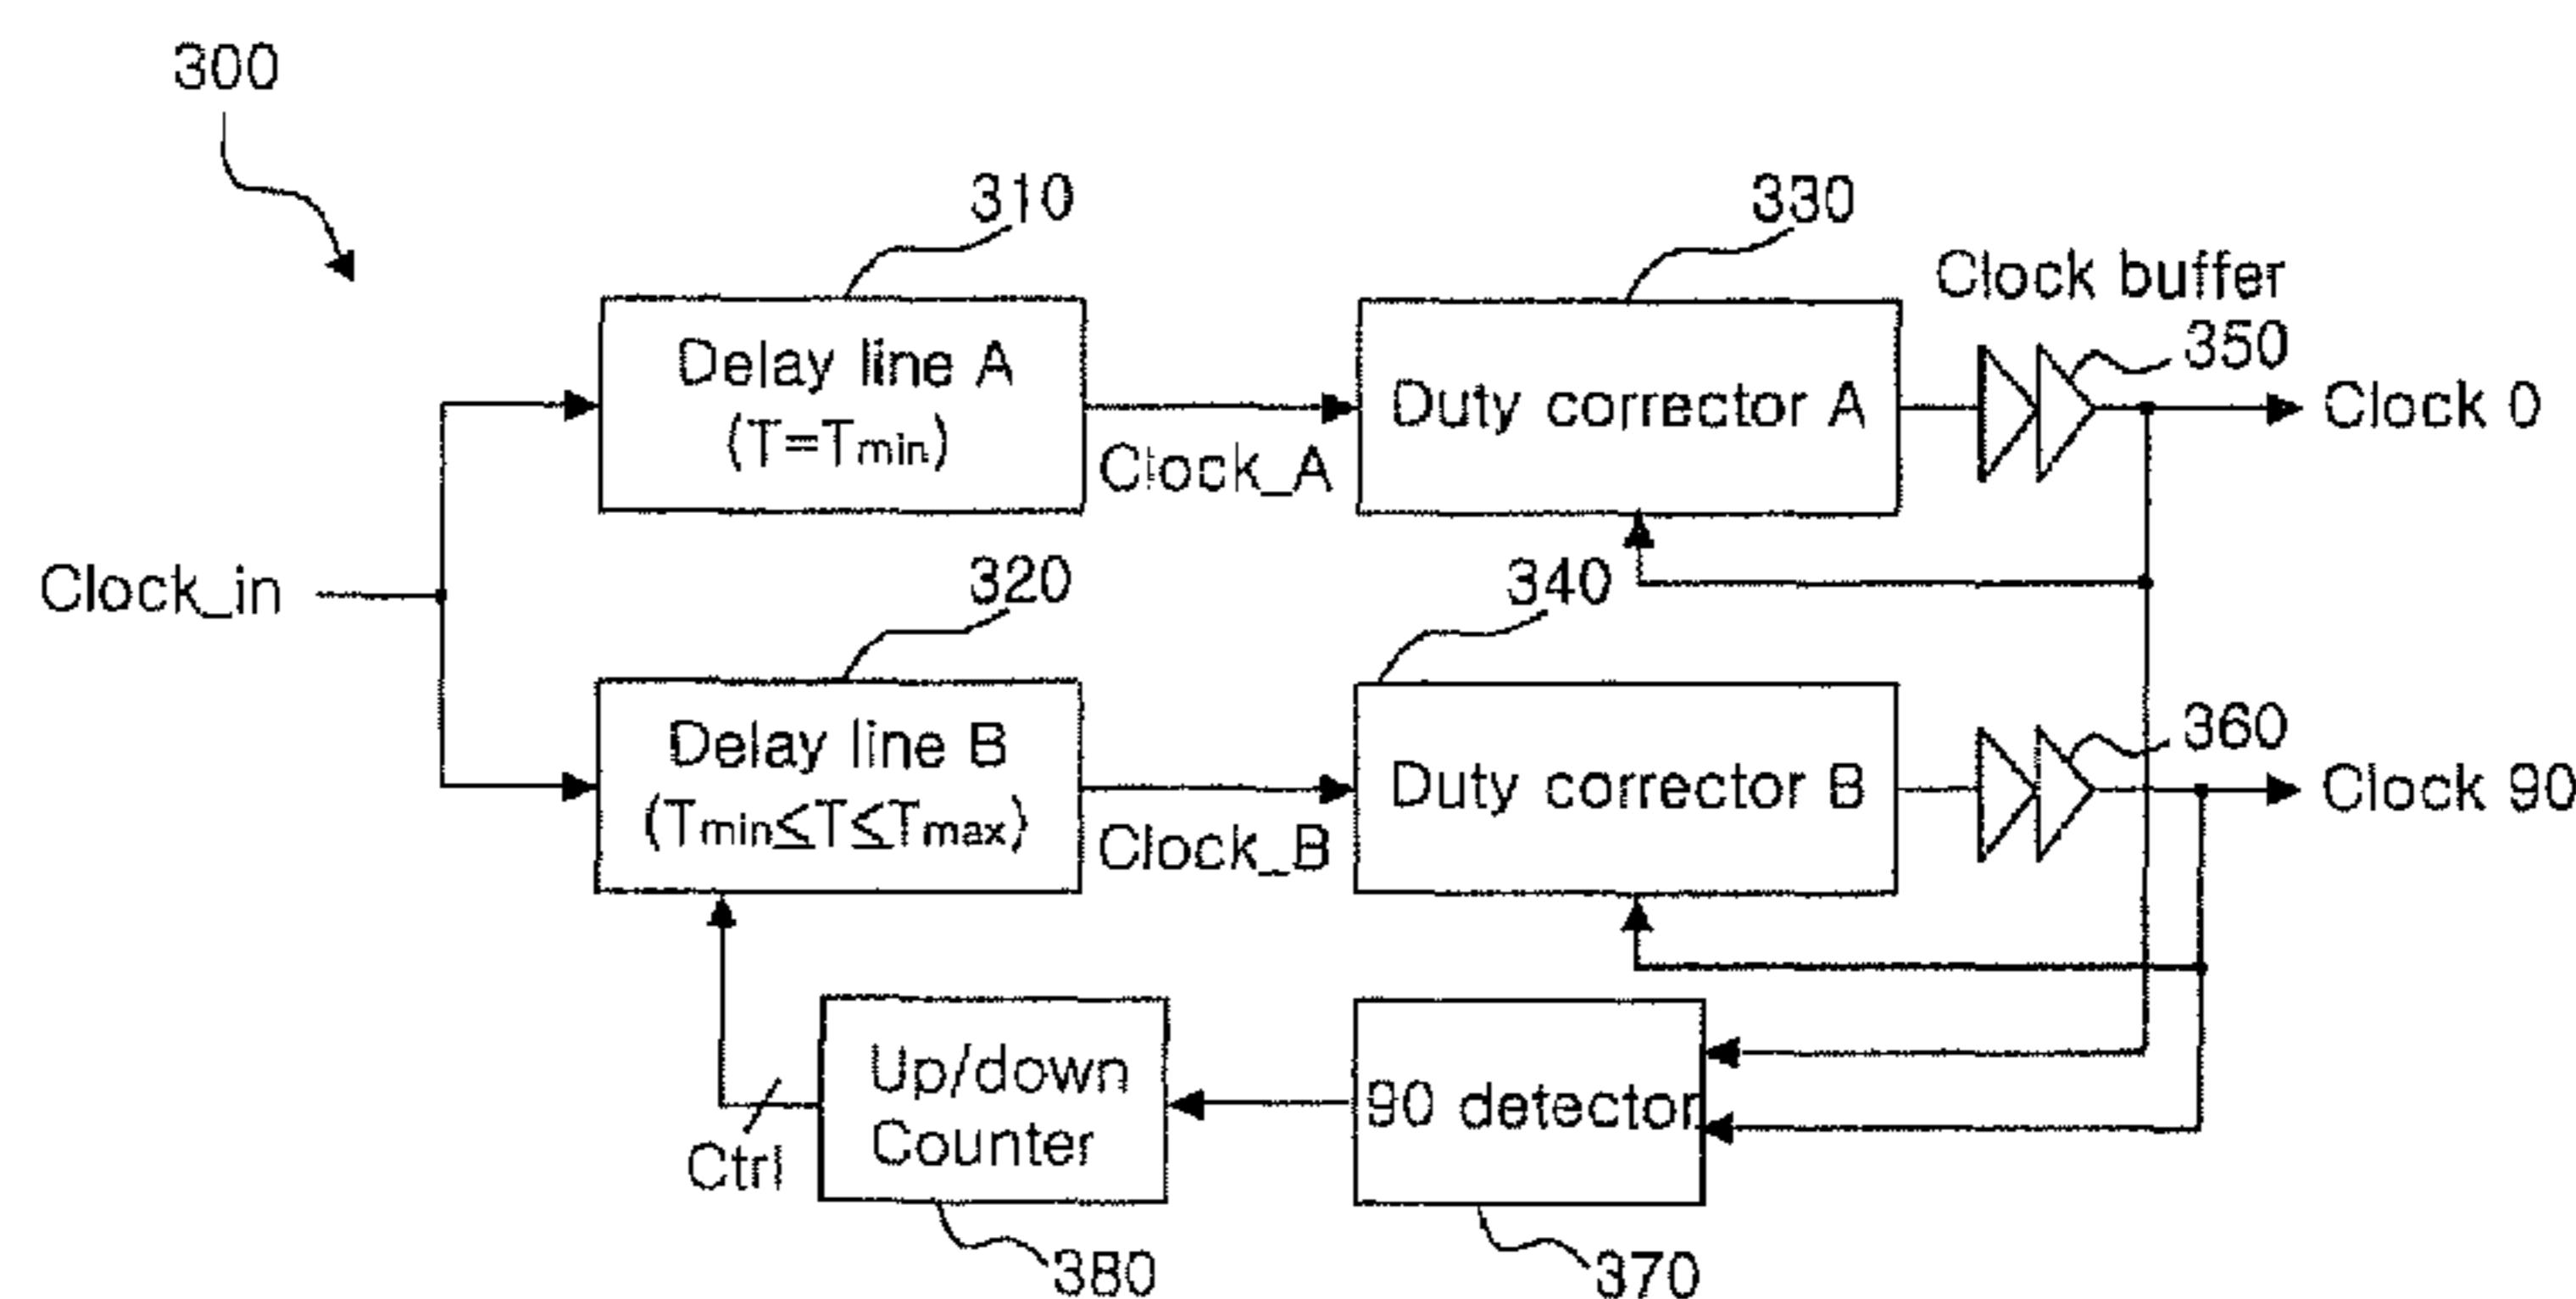 300
310
330
Clock buffer
350
Delay line A
(T=Tmin)
Clock_A
Duty corrector A
Clock 0
Clock_in
320
340
360
Delay line B
(Tmin≤T≤Tmax)
Clock_B
Duty corrector B
Clock 90
Up/down
Counter
90 detector
Ctrl
380
370